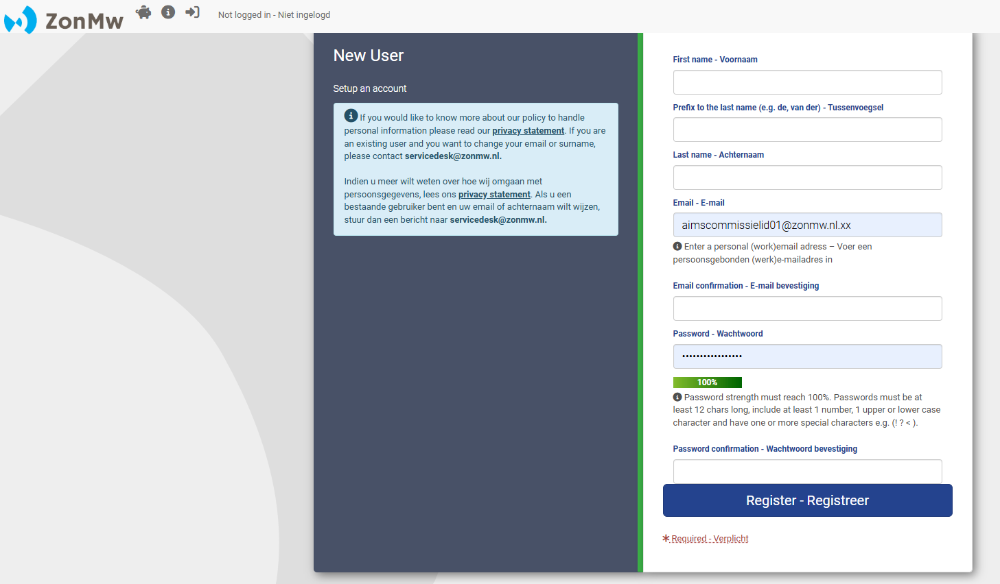 ZonMw
Not logged in - Niet ingelogd
New User
Setup an account
If you would like to know more about our policy to handle
personal information please read our privacy statement. If you are
an existing user and you want to change your email or surname,
please contact servicedesk@zonmw.nl.
Indien u meer wilt weten over hoe wij omgaan met
persoonsgegevens, lees ons privacy statement. Als u een
bestaande gebruiker bent en uw email of achternaam wilt wijzen,
stuur dan een bericht naar servicedesk@zonmw.nl.
First name - Voornaam
Prefix to the last name (e.g. de, van der) - Tussenvoegsel
Last name - Achternaam
Email - E-mail
aimscommissielid01@zonmw.nl.xx
Enter a personal (work)email adress – Voer een
persoonsgebonden (werk)e-mailadres in
Email confirmation - E-mail bevestiging
Password - Wachtwoord
•••••••••••••••••
100%
Password strength must reach 100%. Passwords must be at
least 12 chars long, include at least 1 number, 1 upper or lower case
character and have one or more special characters e.g. (! ? < ).
Password confirmation - Wachtwoord bevestiging
Register - Registreer
* Required - Verplicht